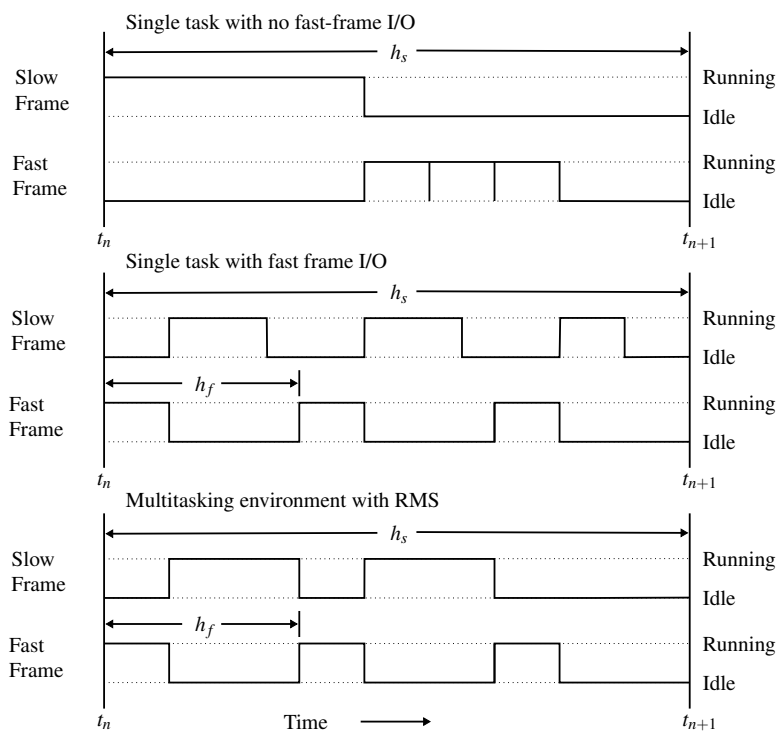 Single task with no fast-frame I/O
h_s
Slow
Frame
Running
Idle
Fast
Frame
Running
Idle
t_n
t_{n+1}
Single task with fast frame I/O
h_s
Slow
Frame
Running
Idle
h_f
Fast
Frame
Running
Idle
t_n
t_{n+1}
Multitasking environment with RMS
h_s
Slow
Frame
Running
Idle
h_f
Fast
Frame
Running
Idle
t_n
Time
t_{n+1}